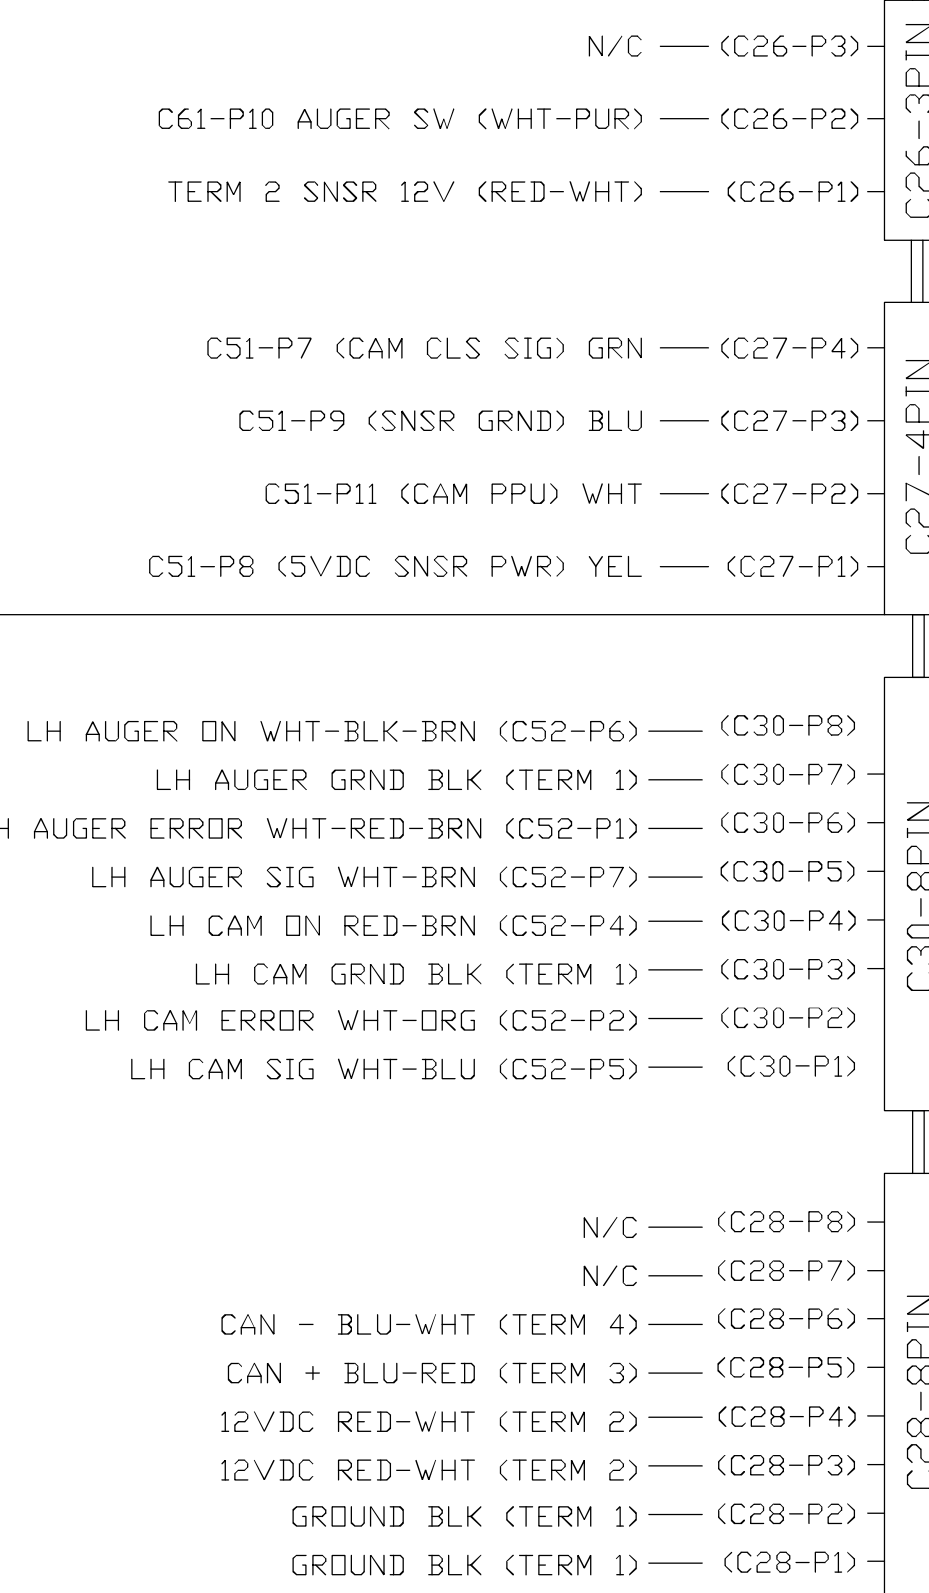 N/C (C26-P3)
C61-P10 AUGER SW (WHT-PUR) (C26-P2)
TERM 2 SNSR 12V (RED-WHT) (C26-P1)
C26-3PIN
C51-P7 (CAM CLS SIG) GRN (C27-P4)
C51-P9 (SNSR GRND) BLU (C27-P3)
C51-P11 (CAM PPU) WHT (C27-P2)
C51-P8 (5VDC SNSR PWR) YEL (C27-P1)
C27-4PIN
LH AUGER ON WHT-BLK-BRN (C52-P6) (C30-P8)
LH AUGER GRND BLK (TERM 1) (C30-P7)
H AUGER ERROR WHT-RED-BRN (C52-P1) (C30-P6)
LH AUGER SIG WHT-BRN (C52-P7) (C30-P5)
LH CAM ON RED-BRN (C52-P4) (C30-P4)
LH CAM GRND BLK (TERM 1) (C30-P3)
LH CAM ERROR WHT-ORG (C52-P2) (C30-P2)
LH CAM SIG WHT-BLU (C52-P5) (C30-P1)
C30-8PIN
N/C (C28-P8)
N/C (C28-P7)
CAN - BLU-WHT (TERM 4) (C28-P6)
CAN + BLU-RED (TERM 3) (C28-P5)
12VDC RED-WHT (TERM 2) (C28-P4)
12VDC RED-WHT (TERM 2) (C28-P3)
GROUND BLK (TERM 1) (C28-P2)
GROUND BLK (TERM 1) (C28-P1)
C28-8PIN